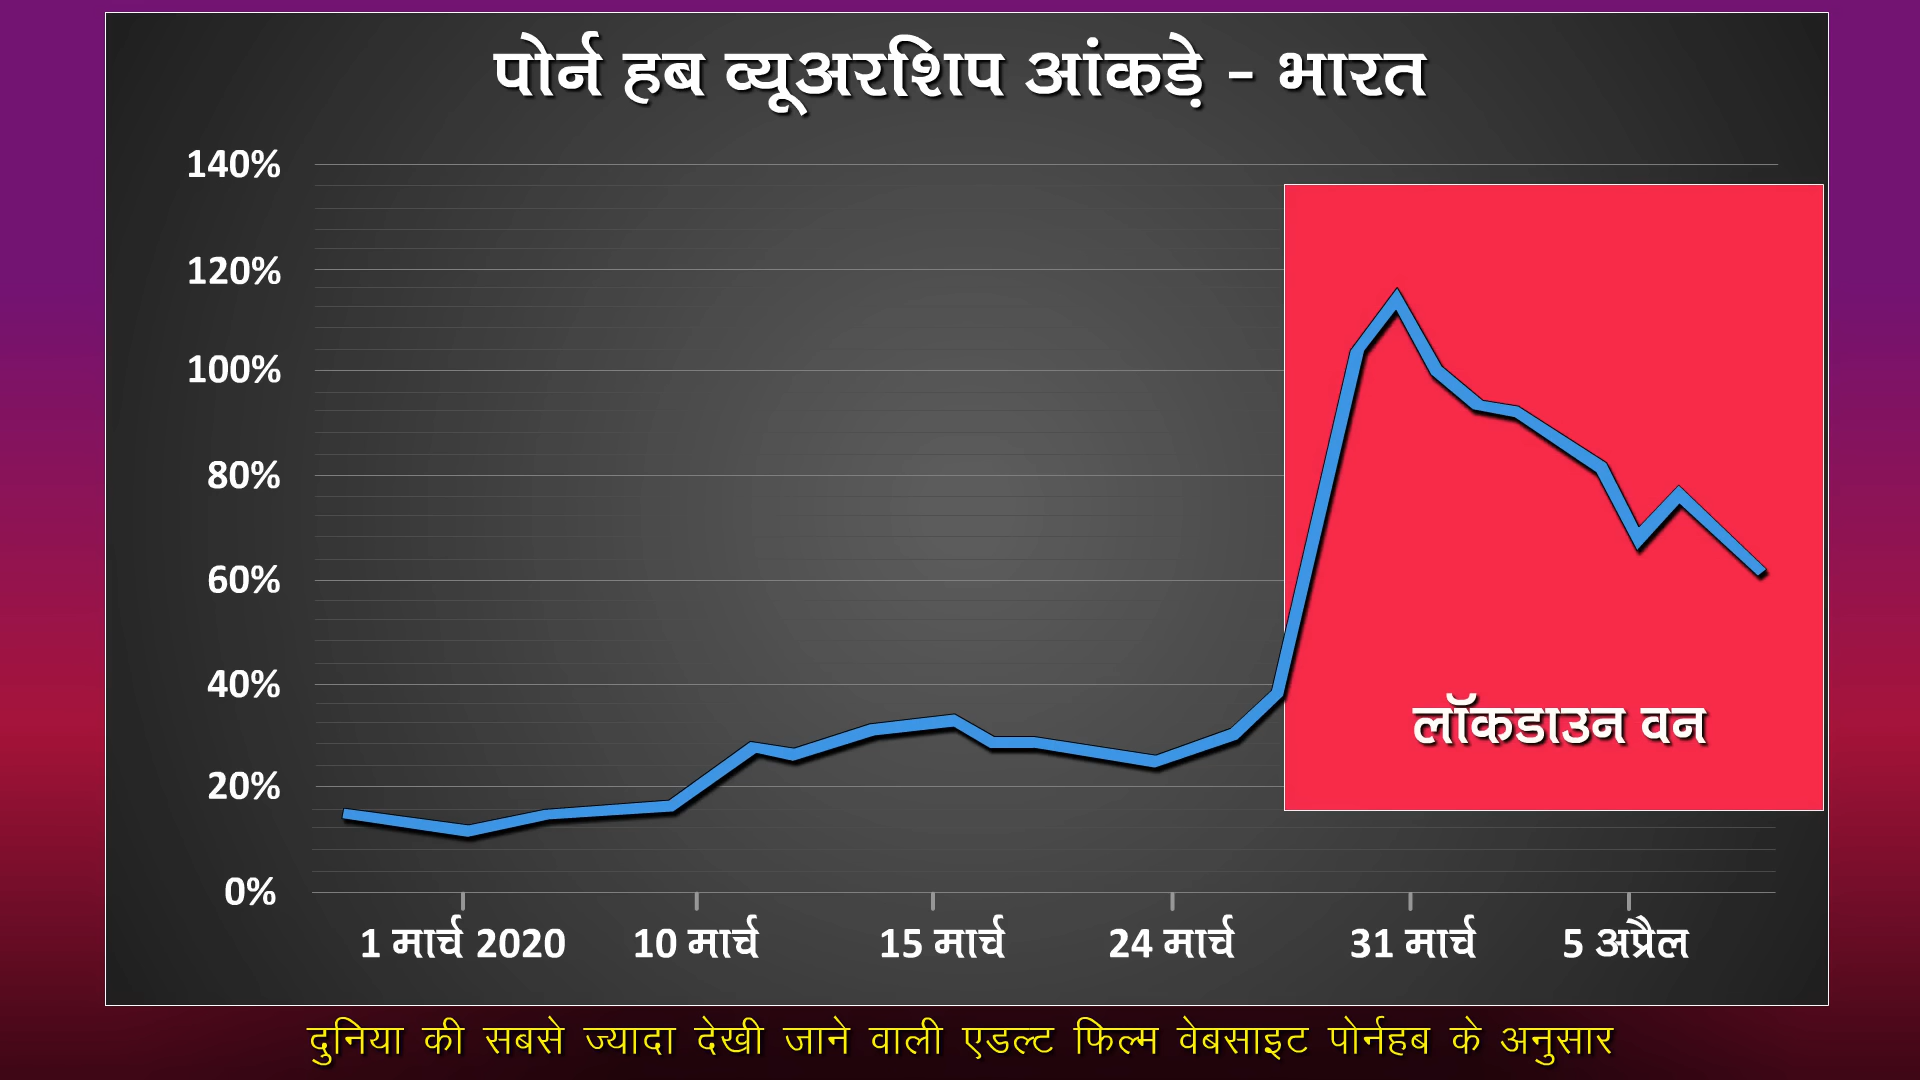 पोर्न हब व्यूअरशिप आंकड़े - भारत
140%
120%
100%
80%
60%
40%
20%
0%
लॉकडाउन वन
1 मार्च 2020 10 मार्च 15 मार्च 24 मार्च 31 मार्च 5 अप्रैल
दुनिया की सबसे ज्यादा देखी जाने वाली एडल्ट फिल्म वेबसाइट पोर्नहब के अनुसार